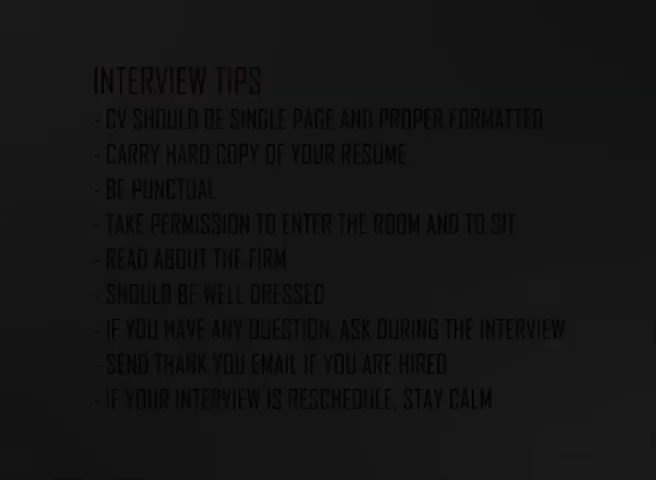 INTERVIEW TIPS
- CV SHOULD BE SINGLE PAGE AND PROPER FORMATTED
- CARRY HARD COPY OF YOUR RESUME
- BE PUNCTUAL
- TAKE PERMISSION TO ENTER THE ROOM AND TO SIT
- READ ABOUT THE FIRM
- SHOULD BE WELL DRESSED
- IF YOU HAVE ANY QUESTION, ASK DURING THE INTERVIEW
- SEND THANK YOU EMAIL IF YOU ARE HIRED
- IF YOUR INTERVIEW IS RESCHEDULE, STAY CALM